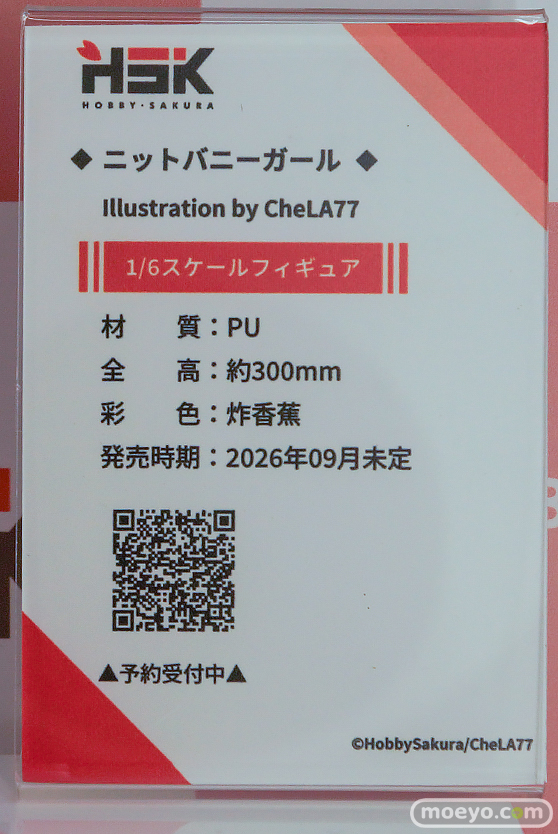 HSK
HOBBY・SAKURA
◆ ニットバニーガール ◆
Illustration by CheLA77
1/6スケールフィギュア
材 質：PU
全 高：約300mm
彩 色：炸香蕉
発売時期：2026年09月未定
▲予約受付中▲
©HobbySakura/CheLA77
moeyo.com